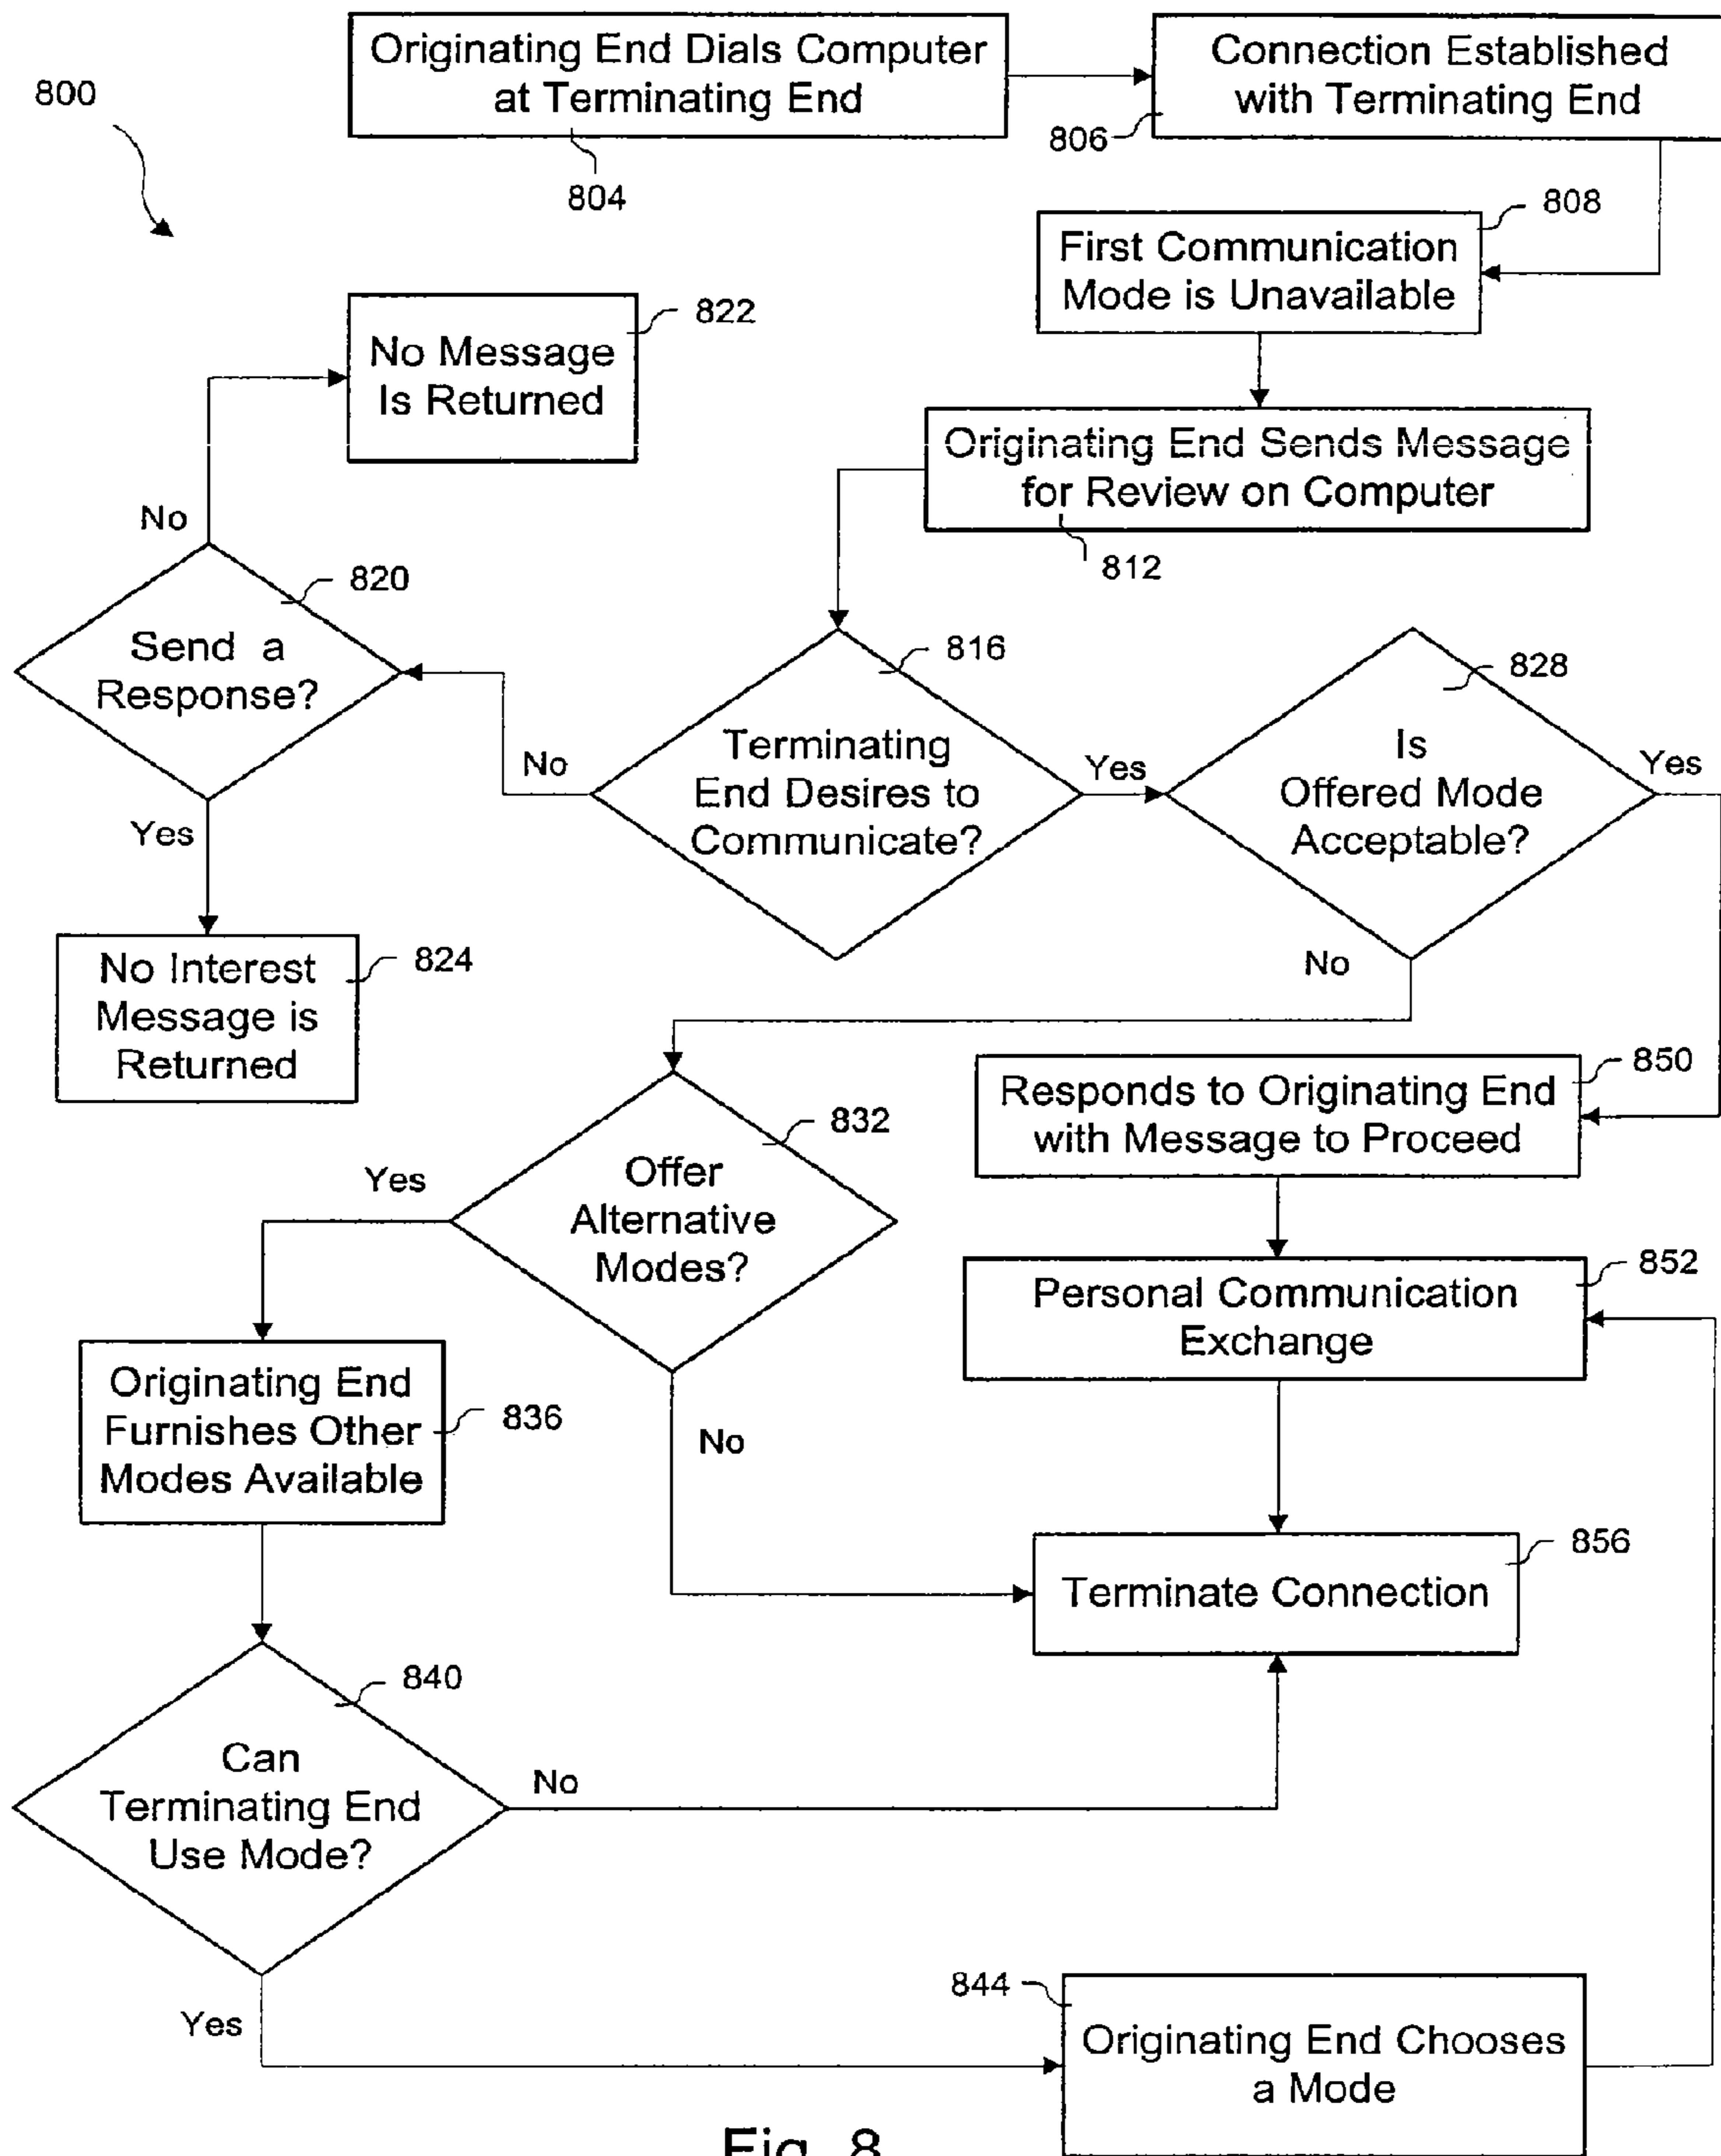 800
Originating End Dials Computer
at Terminating End
804
Connection Established
with Terminating End
806
808
First Communication
Mode is Unavailable
822
No Message
Is Returned
Originating End Sends Message
for Review on Computer
812
No
820
Send a
Response?
816
Terminating
End Desires to
Communicate?
No
Yes
828
Is
Offered Mode
Acceptable?
Yes
Yes
No
824
No Interest
Message is
Returned
850
Responds to Originating End
with Message to Proceed
832
Offer
Alternative
Modes?
Yes
No
852
Personal Communication
Exchange
Originating End
Furnishes Other
Modes Available
836
856
Terminate Connection
840
Can
Terminating End
Use Mode?
No
Yes
844
Originating End Chooses
a Mode
Fig. 8